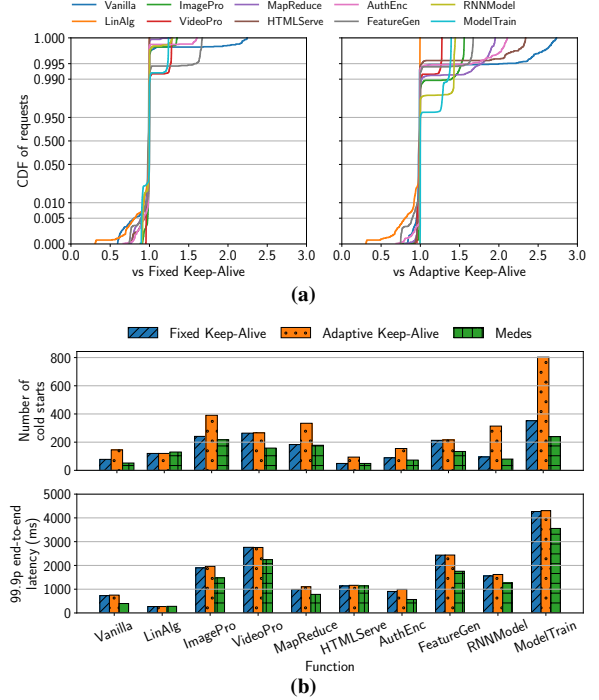 Vanilla ImagePro MapReduce AuthEnc RNNModel
LinAlg VideoPro HTMLServe FeatureGen ModelTrain
CDF of requests
1.000
0.995
0.990
0.950
0.500
0.050
0.010
0.005
0.000
0.0 0.5 1.0 1.5 2.0 2.5 3.0
vs Fixed Keep-Alive
0.0 0.5 1.0 1.5 2.0 2.5 3.0
vs Adaptive Keep-Alive
(a)
Fixed Keep-Alive Adaptive Keep-Alive Medes
Number of
cold starts
800
600
400
200
0
99.9p end-to-end
latency (ms)
5000
4000
3000
2000
1000
0
Vanilla LinAlg ImagePro VideoPro MapReduce HTMLServe AuthEnc FeatureGen RNNModel ModelTrain
Function
(b)